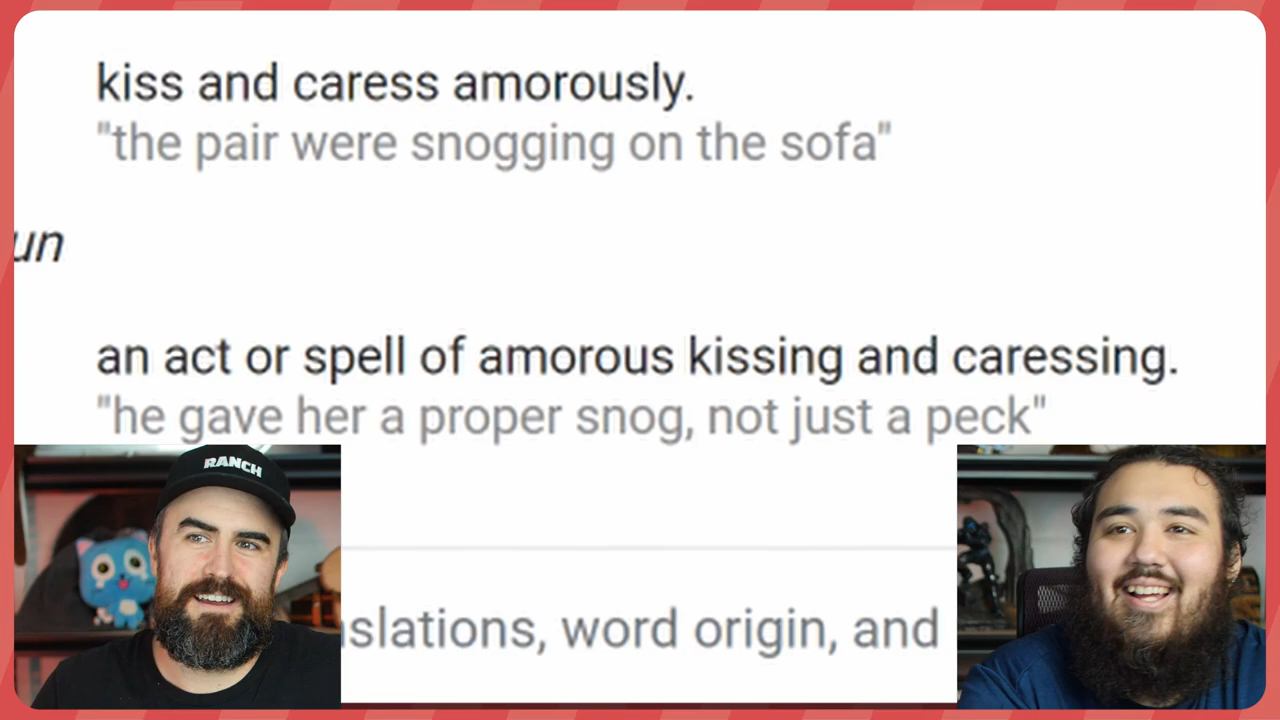 kiss and caress amorously.
"the pair were snogging on the sofa"
un
an act or spell of amorous kissing and caressing.
"he gave her a proper snog, not just a peck"
RANCH
slations, word origin, and